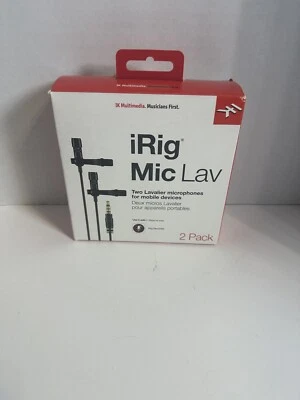 IK Multimedia. Musicians First.
iRig®
Mic Lav
Two Lavalier microphones
for mobile devices
Deux micros Lavalier
pour appareils portables
2 Pack